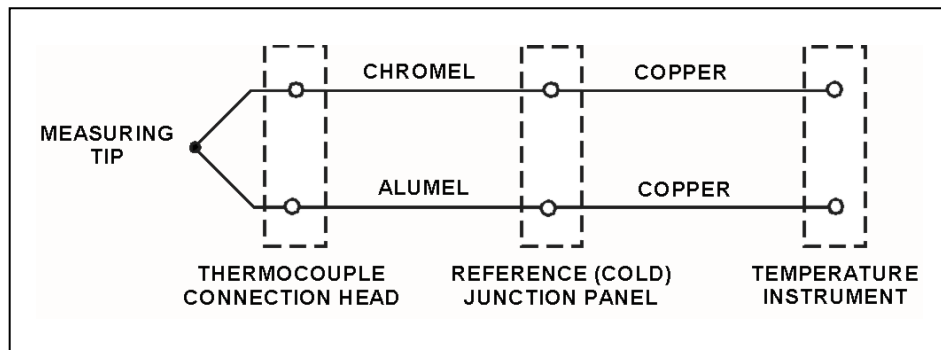 CHROMEL
COPPER
MEASURING
TIP
ALUMEL
COPPER
THERMOCOUPLE
CONNECTION HEAD
REFERENCE (COLD)
JUNCTION PANEL
TEMPERATURE
INSTRUMENT